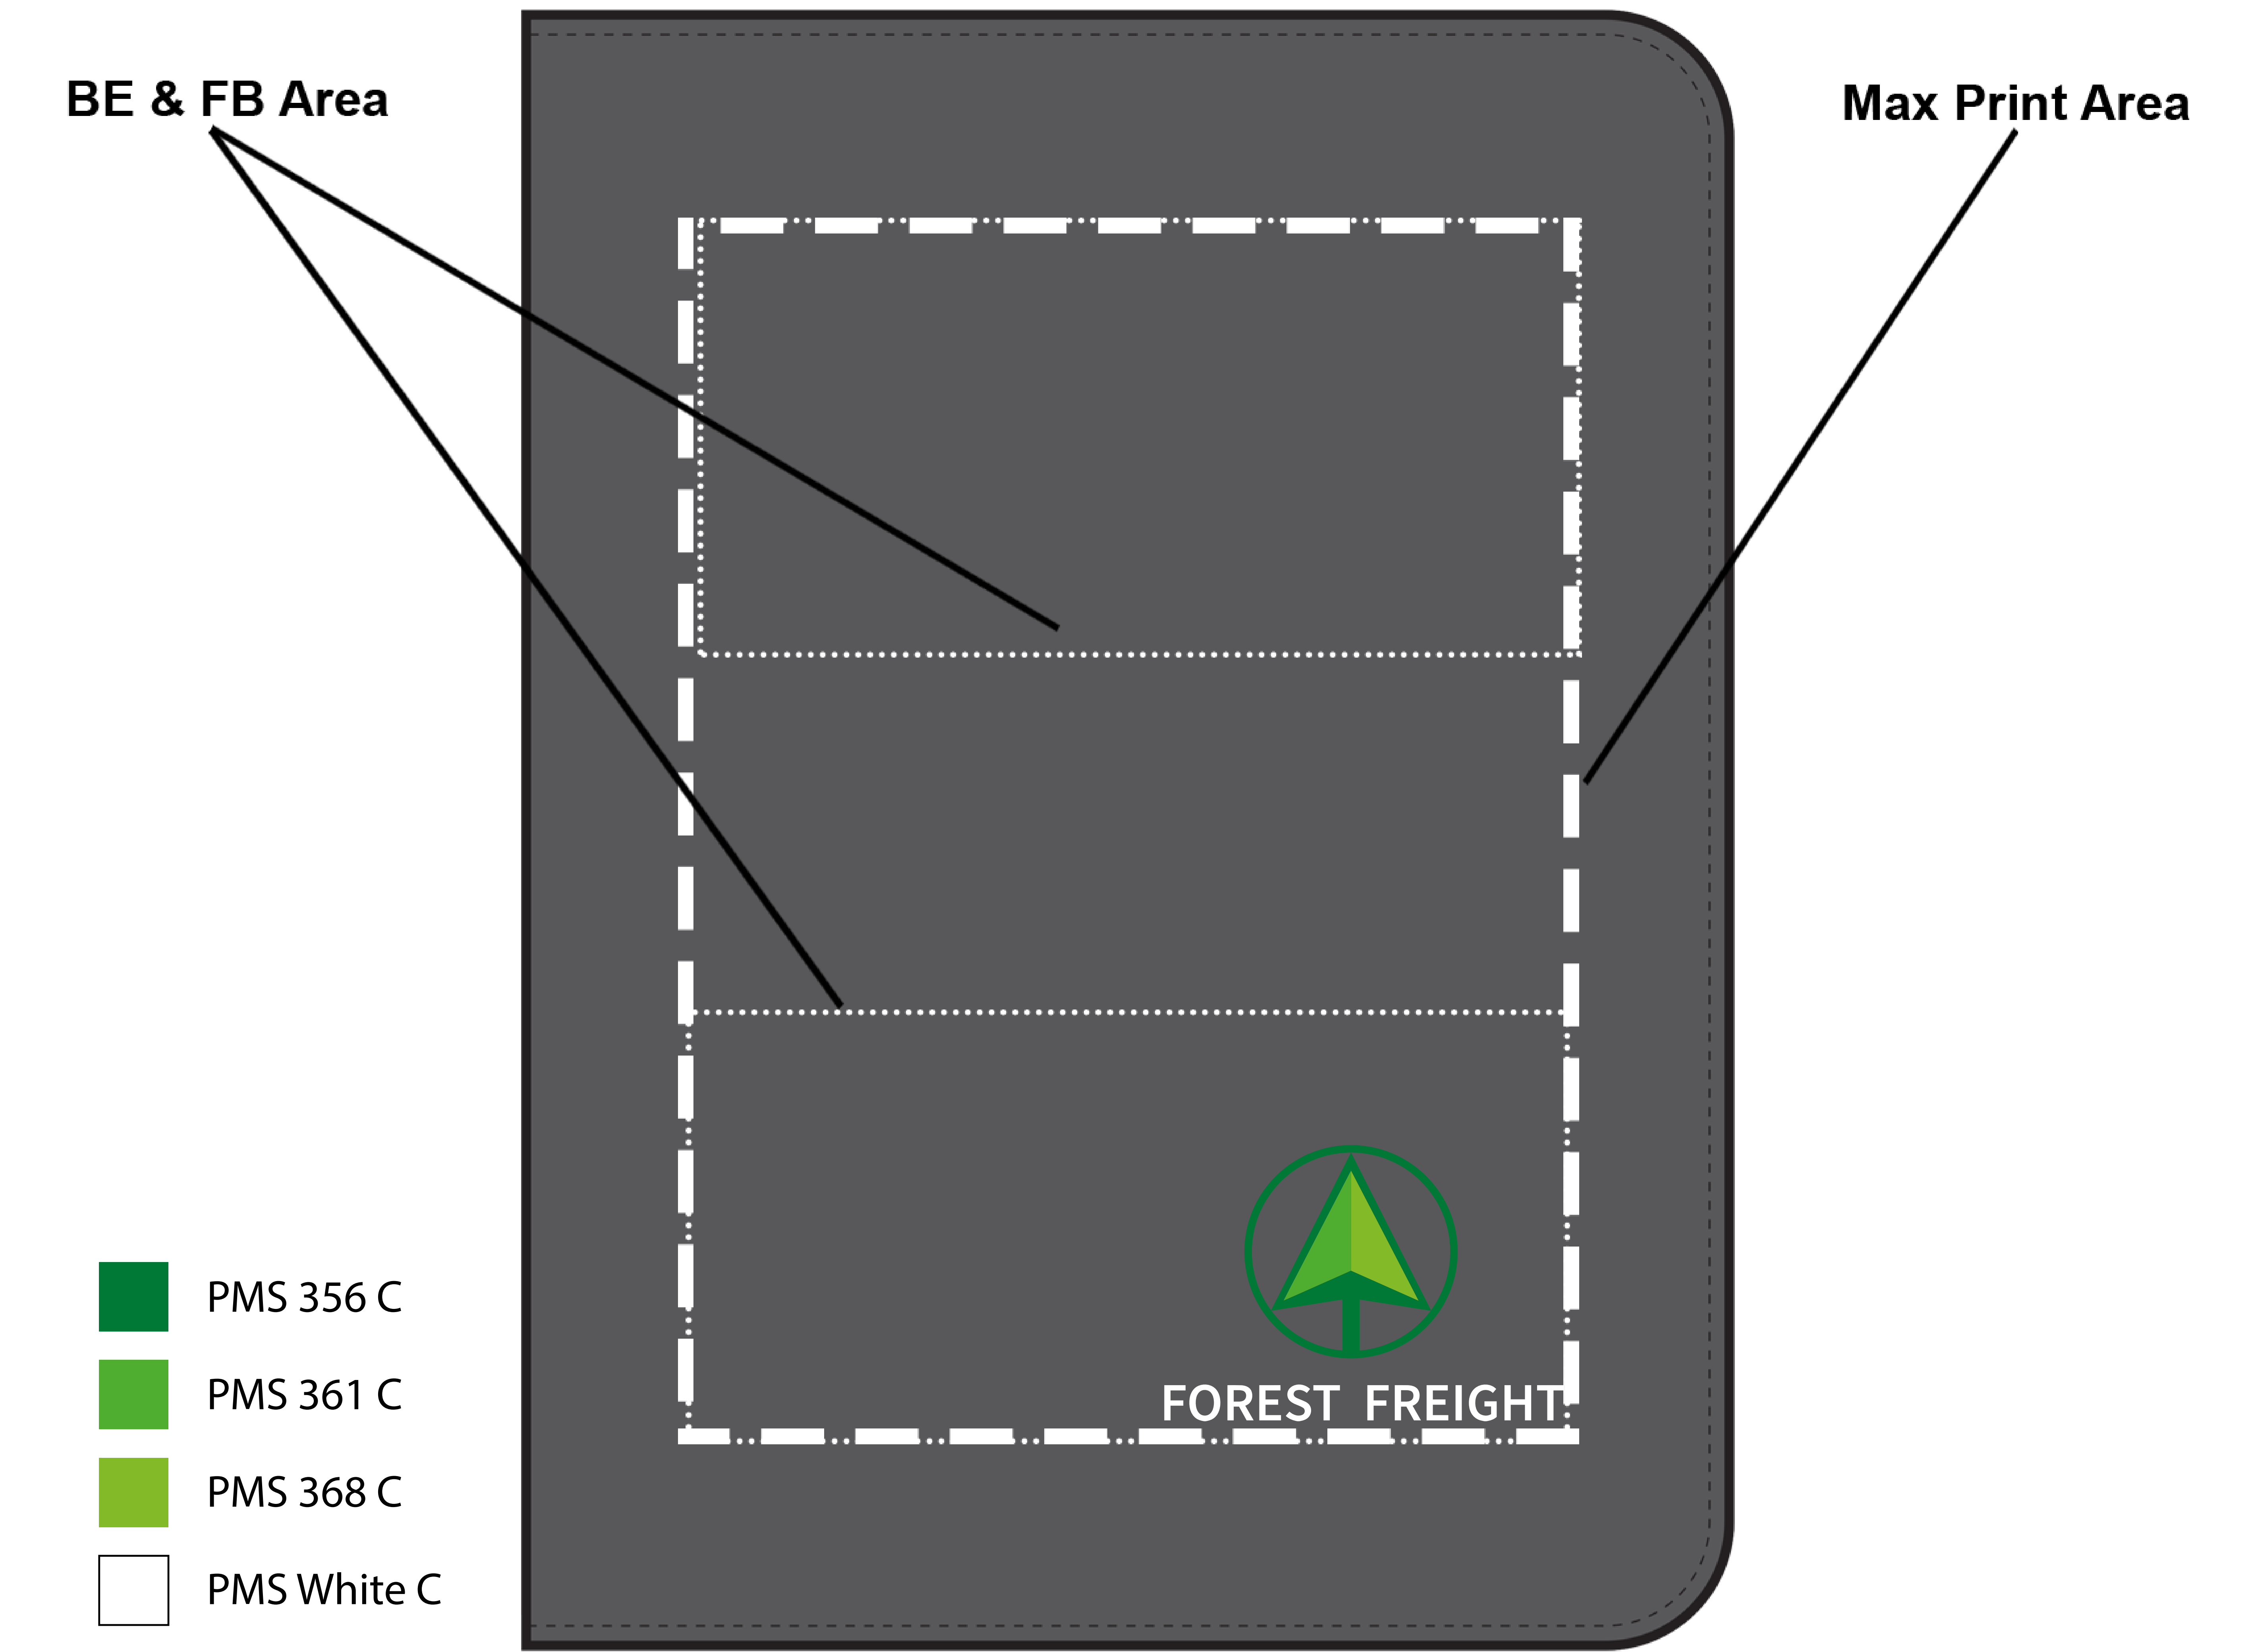 BE & FB Area
Max Print Area
FOREST FREIGHT
PMS 356 C
PMS 361 C
PMS 368 C
PMS White C